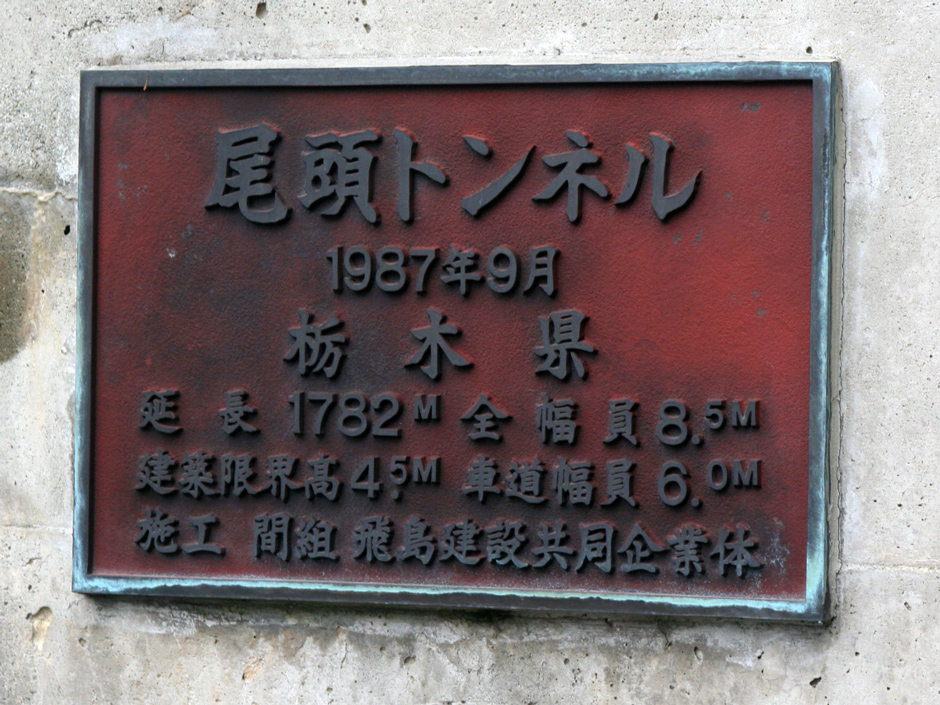 尾頭トンネル
1987年9月
栃木県
延長 1782M 全幅員 8.5M
建築限界高 4.5M 車道幅員 6.0M
施工 間組 飛島建設共同企業体